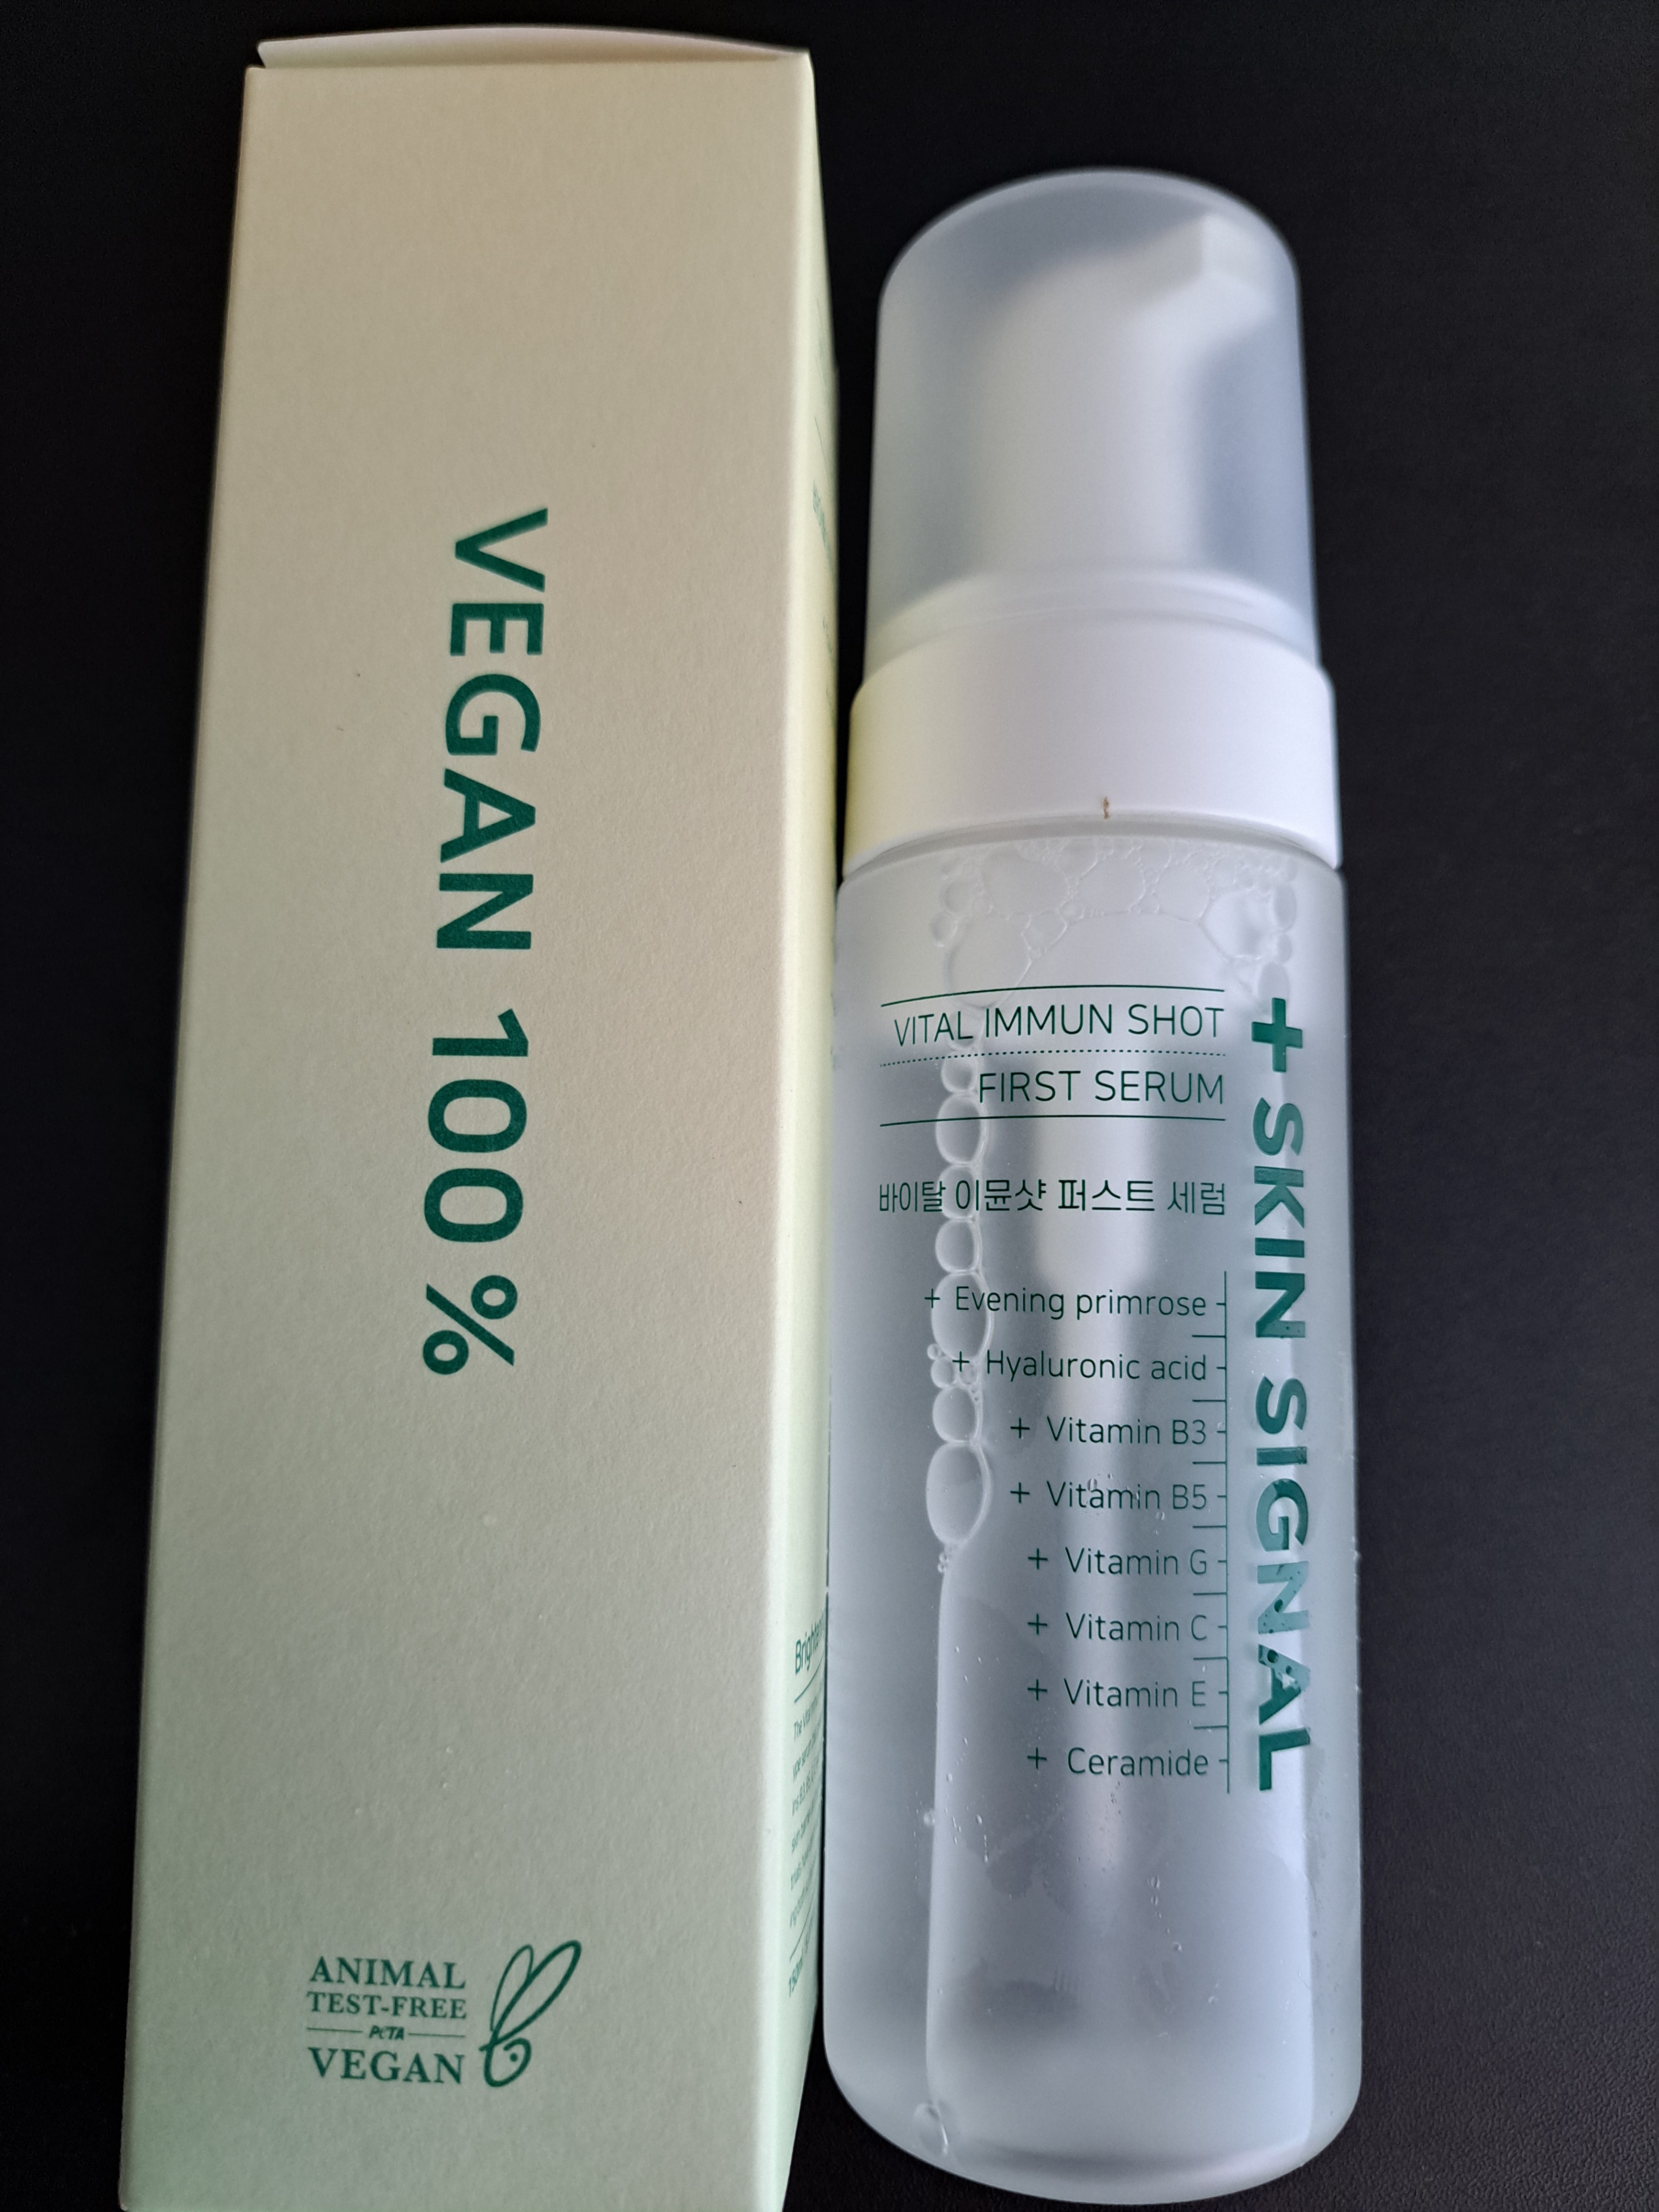 VEGAN 100%
ANIMAL
TEST-FREE
PETA
VEGAN
+ SKIN SIGNAL
VITAL IMMUN SHOT
FIRST SERUM
바이탈 이뮨샷 퍼스트 세럼
+ Evening primrose
+ Hyaluronic acid
+ Vitamin B3
+ Vitamin B5
+ Vitamin G
+ Vitamin C
+ Vitamin E
+ Ceramide